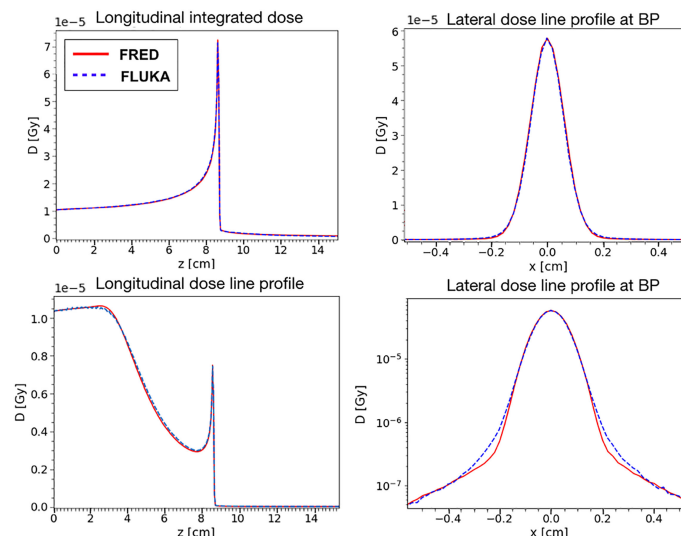 Longitudinal integrated dose
1e−5
7
6
5
4
3
2
1
0
D [Gy]
FRED
FLUKA
0 2 4 6 8 10 12 14
z [cm]
Lateral dose line profile at BP
1e−5
6
5
4
3
2
1
0
D [Gy]
−0.4 −0.2 0.0 0.2 0.4
x [cm]
Longitudinal dose line profile
1e−5
1.0
0.8
0.6
0.4
0.2
0.0
D [Gy]
0 2 4 6 8 10 12 14
z [cm]
Lateral dose line profile at BP
10⁻⁵
10⁻⁶
10⁻⁷
D [Gy]
−0.4 −0.2 0.0 0.2 0.4
x [cm]